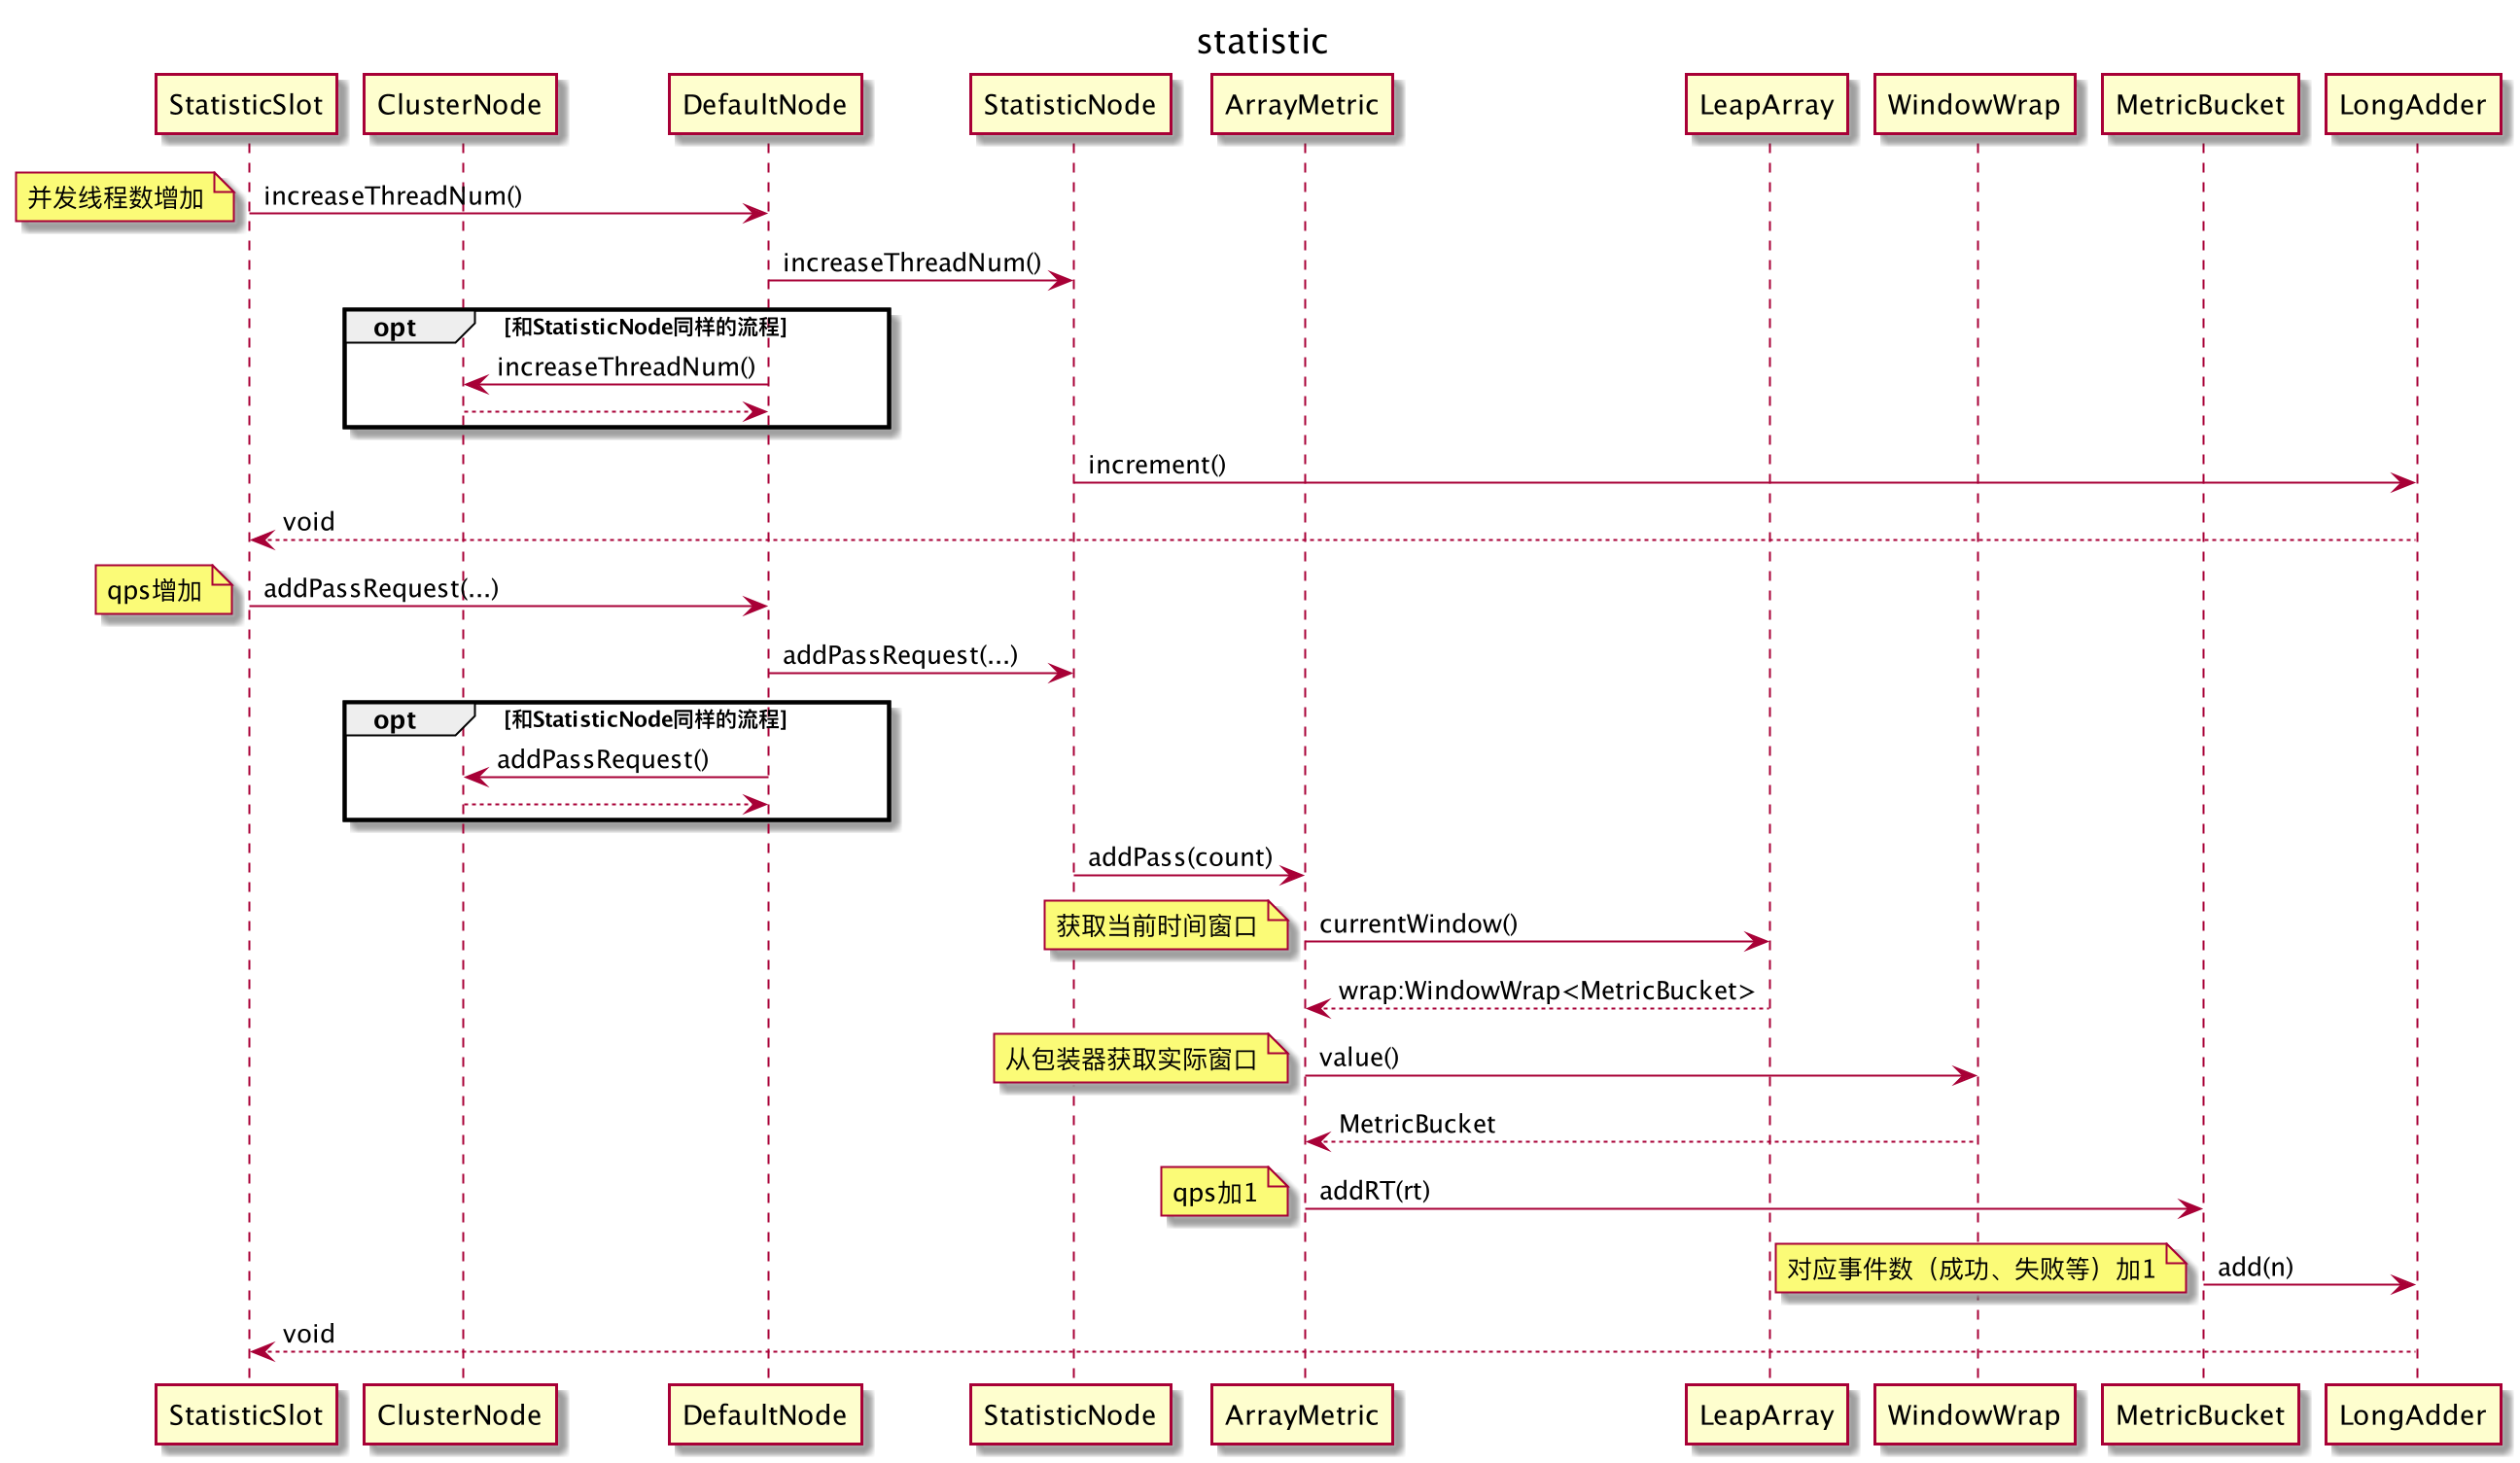 statistic
StatisticSlot
ClusterNode
DefaultNode
StatisticNode
ArrayMetric
LeapArray
WindowWrap
MetricBucket
LongAdder
并发线程数增加
increaseThreadNum()
increaseThreadNum()
opt
[和StatisticNode同样的流程]
increaseThreadNum()
increment()
void
qps增加
addPassRequest(...)
addPassRequest(...)
opt
[和StatisticNode同样的流程]
addPassRequest()
addPass(count)
获取当前时间窗口
currentWindow()
wrap:WindowWrap<MetricBucket>
从包装器获取实际窗口
value()
MetricBucket
qps加1
addRT(rt)
对应事件数（成功、失败等）加1
add(n)
void
StatisticSlot
ClusterNode
DefaultNode
StatisticNode
ArrayMetric
LeapArray
WindowWrap
MetricBucket
LongAdder